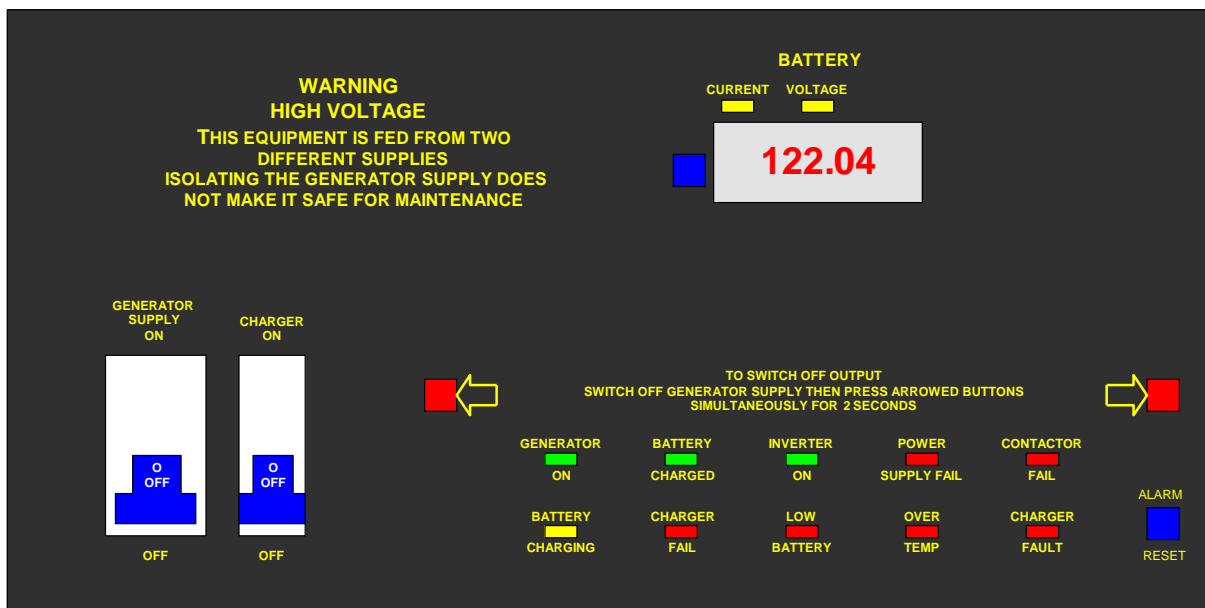 WARNING
HIGH VOLTAGE
THIS EQUIPMENT IS FED FROM TWO
DIFFERENT SUPPLIES
ISOLATING THE GENERATOR SUPPLY DOES
NOT MAKE IT SAFE FOR MAINTENANCE
BATTERY
CURRENT VOLTAGE
122.04
GENERATOR
SUPPLY
ON
CHARGER
ON
O
OFF
O
OFF
OFF
OFF
TO SWITCH OFF OUTPUT
SWITCH OFF GENERATOR SUPPLY THEN PRESS ARROWED BUTTONS
SIMULTANEOUSLY FOR 2 SECONDS
GENERATOR
ON
BATTERY
CHARGED
INVERTER
ON
POWER
SUPPLY FAIL
CONTACTOR
FAIL
BATTERY
CHARGING
CHARGER
FAIL
LOW
BATTERY
OVER
TEMP
CHARGER
FAULT
ALARM
RESET